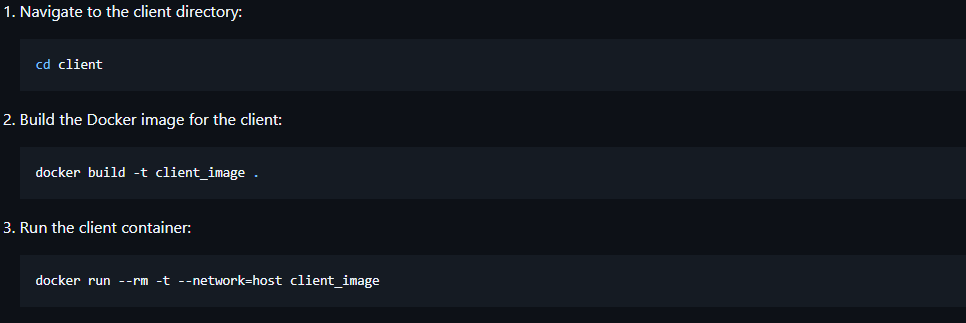 1. Navigate to the client directory:
cd client
2. Build the Docker image for the client:
docker build -t client_image .
3. Run the client container:
docker run --rm -t --network=host client_image